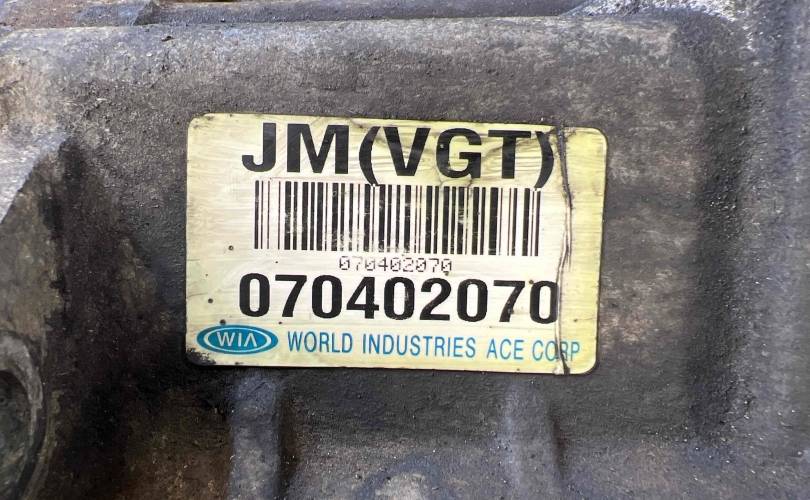 JM(VGT)
070402070
070402070
WIA WORLD INDUSTRIES ACE CORP